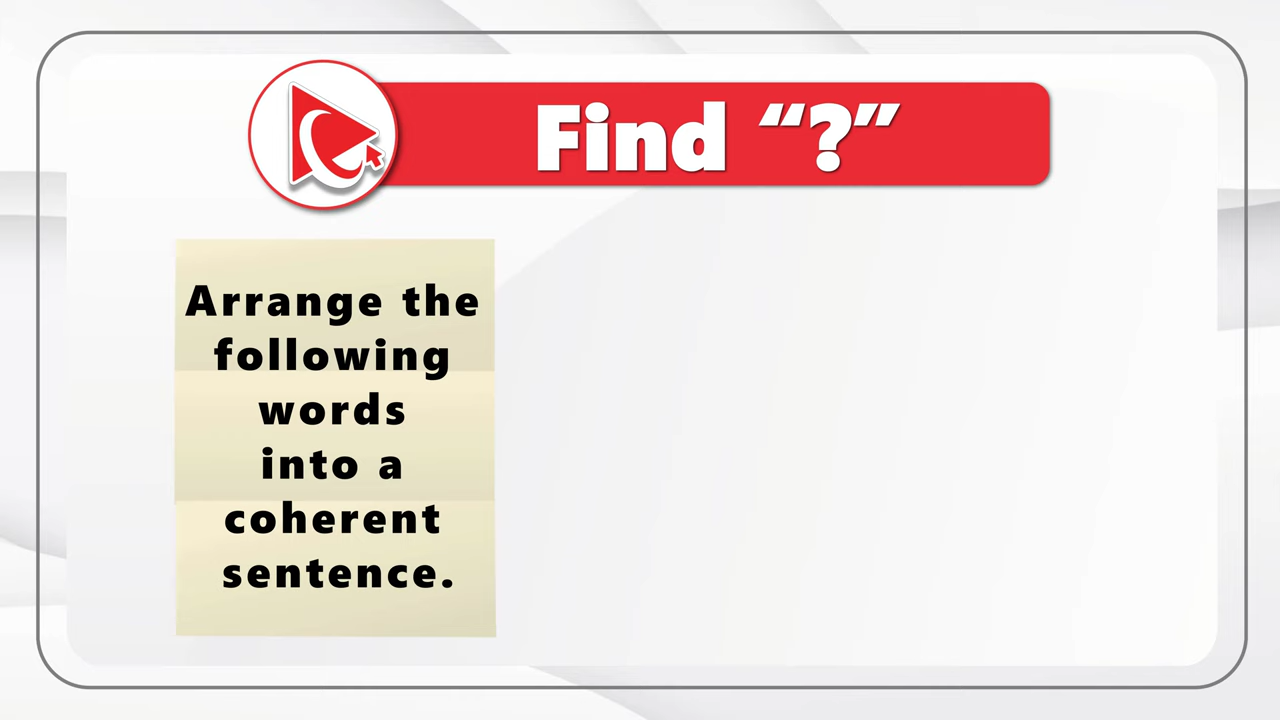 Find “?”
Arrange the
following
words
into a
coherent
sentence.